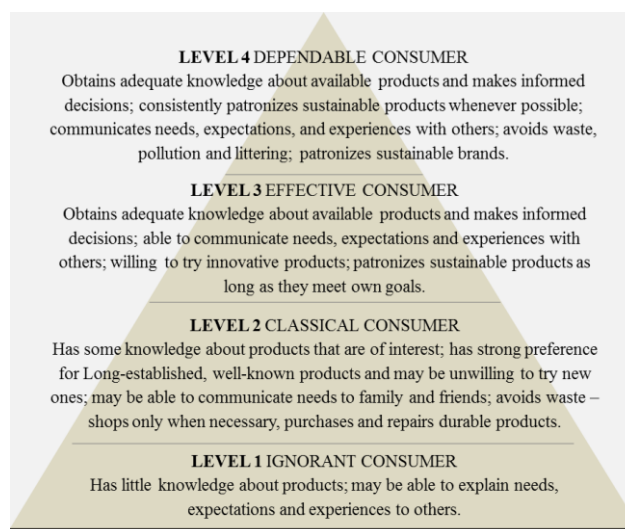 LEVEL 4 DEPENDABLE CONSUMER
Obtains adequate knowledge about available products and makes informed
decisions; consistently patronizes sustainable products whenever possible;
communicates needs, expectations, and experiences with others; avoids waste,
pollution and littering; patronizes sustainable brands.
LEVEL 3 EFFECTIVE CONSUMER
Obtains adequate knowledge about available products and makes informed
decisions; able to communicate needs, expectations and experiences with
others; willing to try innovative products; patronizes sustainable products as
long as they meet own goals.
LEVEL 2 CLASSICAL CONSUMER
Has some knowledge about products that are of interest; has strong preference
for Long-established, well-known products and may be unwilling to try new
ones; may be able to communicate needs to family and friends; avoids waste –
shops only when necessary, purchases and repairs durable products.
LEVEL 1 IGNORANT CONSUMER
Has little knowledge about products; may be able to explain needs,
expectations and experiences to others.